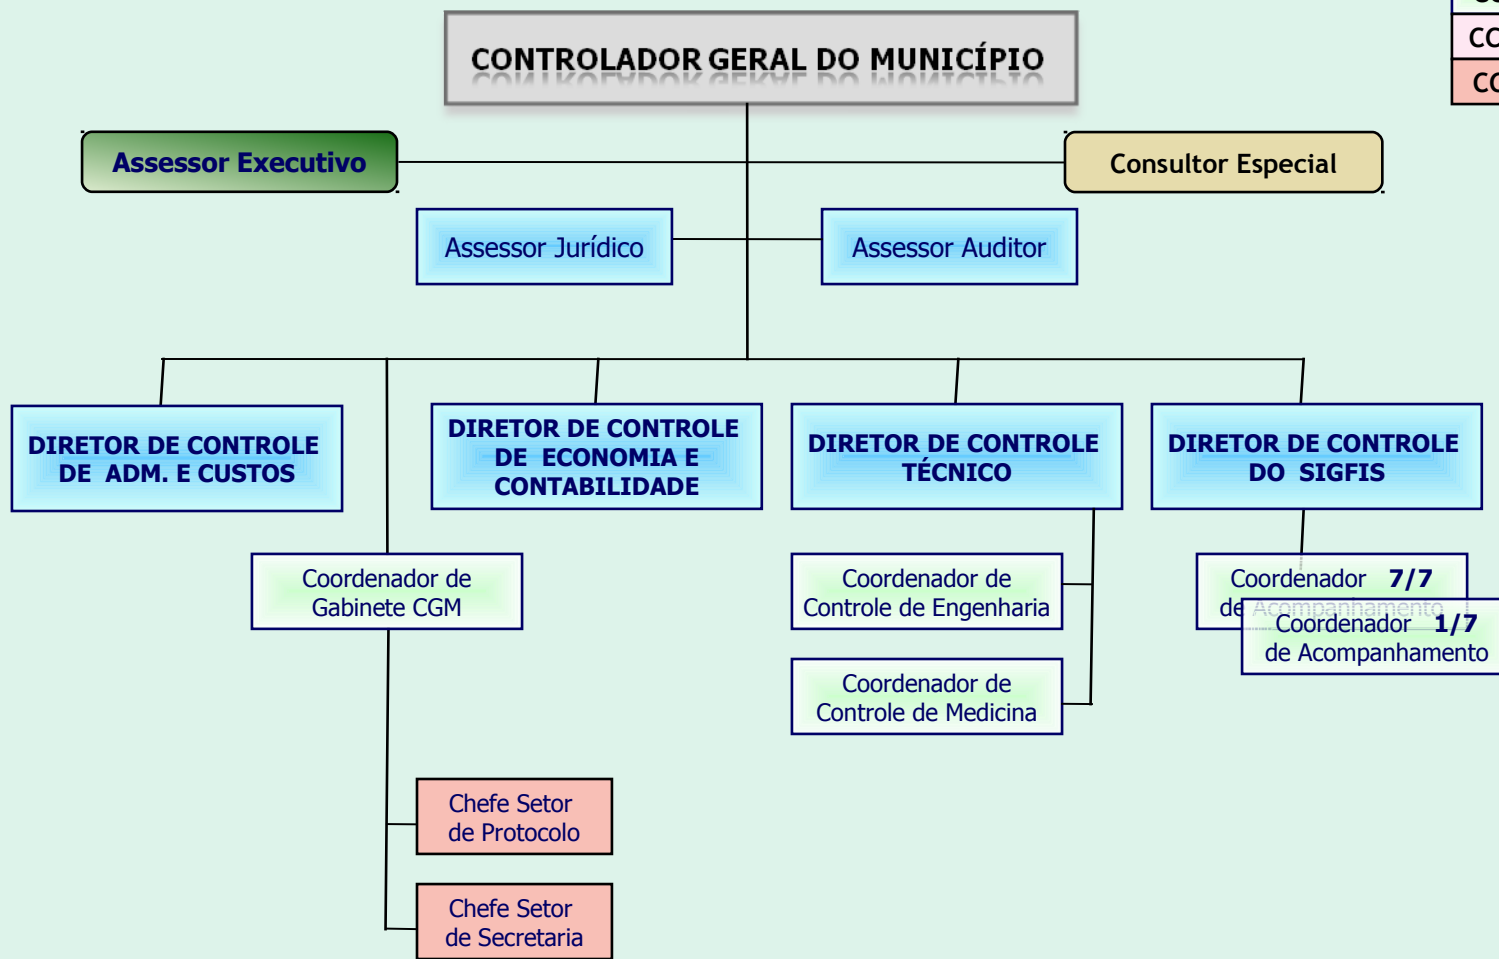 CONTROLADOR GERAL DO MUNICÍPIO
CO
CO
Assessor Executivo
Consultor Especial
Assessor Jurídico
Assessor Auditor
DIRETOR DE CONTROLE
DE ADM. E CUSTOS
DIRETOR DE CONTROLE
DE ECONOMIA E
CONTABILIDADE
DIRETOR DE CONTROLE
TÉCNICO
DIRETOR DE CONTROLE
DO SIGFIS
Coordenador de
Gabinete CGM
Coordenador de
Controle de Engenharia
Coordenador 7/7
de Acompanhamento
Coordenador 1/7
de Acompanhamento
Coordenador de
Controle de Medicina
Chefe Setor
de Protocolo
Chefe Setor
de Secretaria